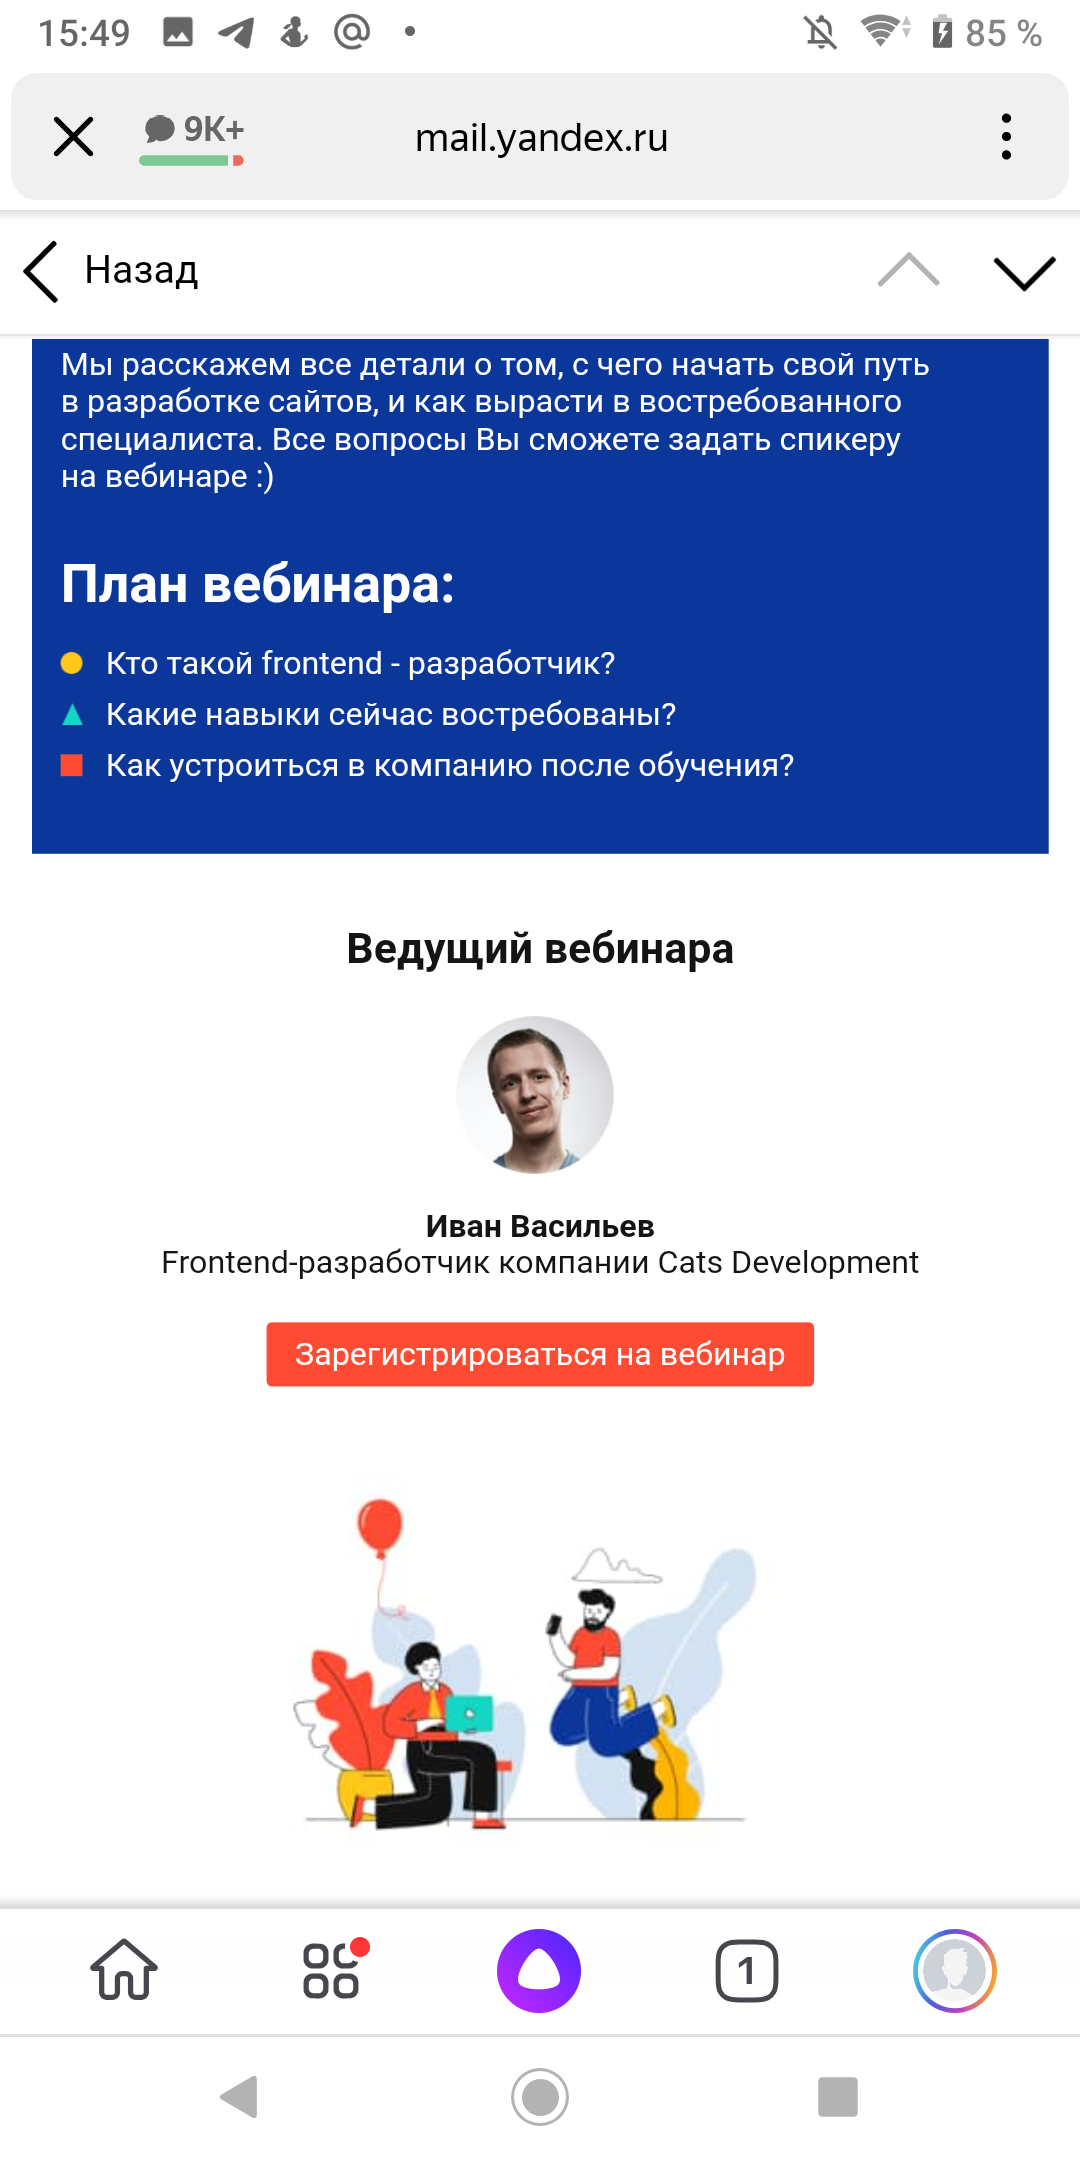 15:49
85 %
9K+
mail.yandex.ru
Назад
Мы расскажем все детали о том, с чего начать свой путь
в разработке сайтов, и как вырасти в востребованного
специалиста. Все вопросы Вы сможете задать спикеру
на вебинаре :)
План вебинара:
Кто такой frontend - разработчик?
Какие навыки сейчас востребованы?
Как устроиться в компанию после обучения?
Ведущий вебинара
Иван Васильев
Frontend-разработчик компании Cats Development
Зарегистрироваться на вебинар
1